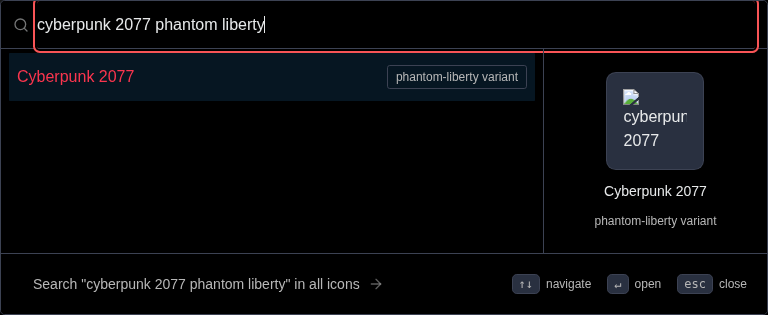 cyberpunk 2077 phantom liberty
Cyberpunk 2077
phantom-liberty variant
cyberpun
2077
Cyberpunk 2077
phantom-liberty variant
Search "cyberpunk 2077 phantom liberty" in all icons →
↑↓ navigate ↵ open esc close